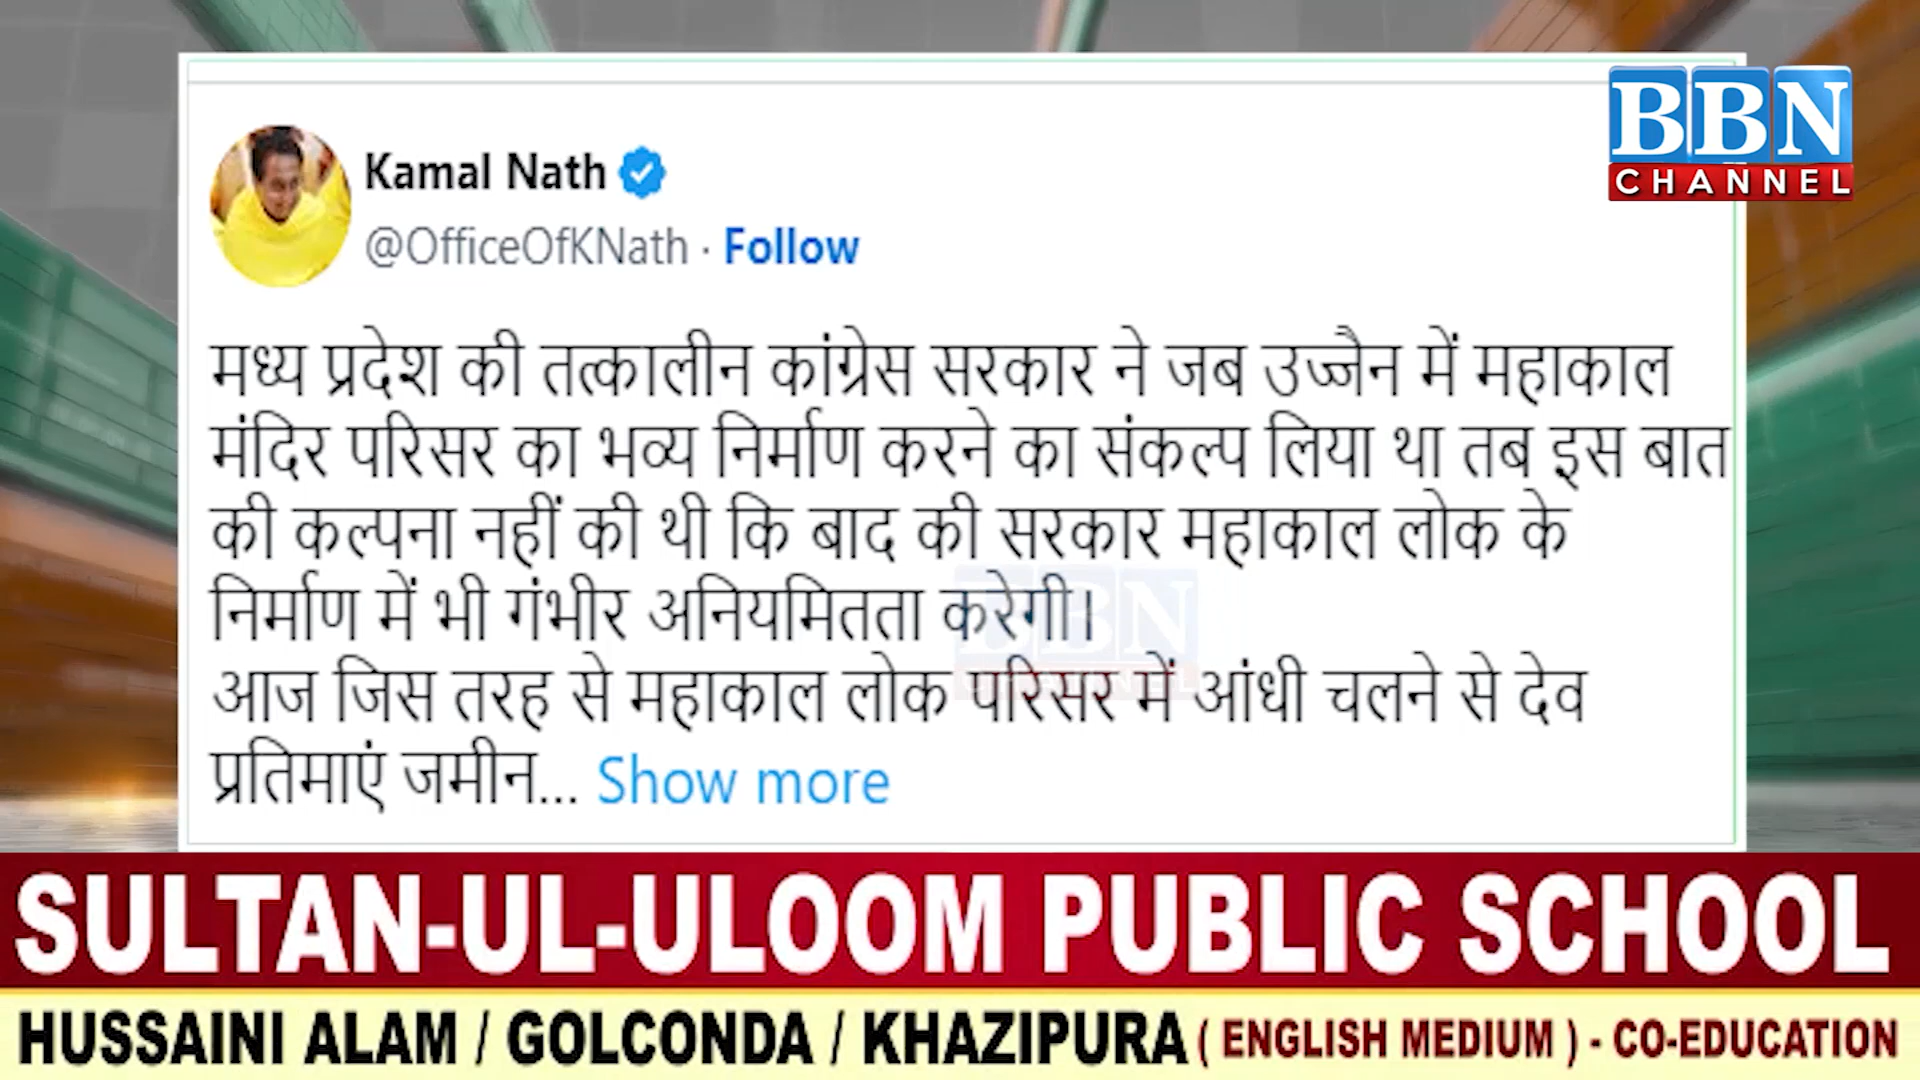 BBN
CHANNEL
Kamal Nath
@OfficeOfKNath · Follow
मध्य प्रदेश की तत्कालीन कांग्रेस सरकार ने जब उज्जैन में महाकाल
मंदिर परिसर का भव्य निर्माण करने का संकल्प लिया था तब इस बात
की कल्पना नहीं की थी कि बाद की सरकार महाकाल लोक के
निर्माण में भी गंभीर अनियमितता करेगी।
आज जिस तरह से महाकाल लोक परिसर में आंधी चलने से देव
प्रतिमाएं जमीन... Show more
BBN
CHANNEL
SULTAN-UL-ULOOM PUBLIC SCHOOL
HUSSAINI ALAM / GOLCONDA / KHAZIPURA ( ENGLISH MEDIUM ) - CO-EDUCATION